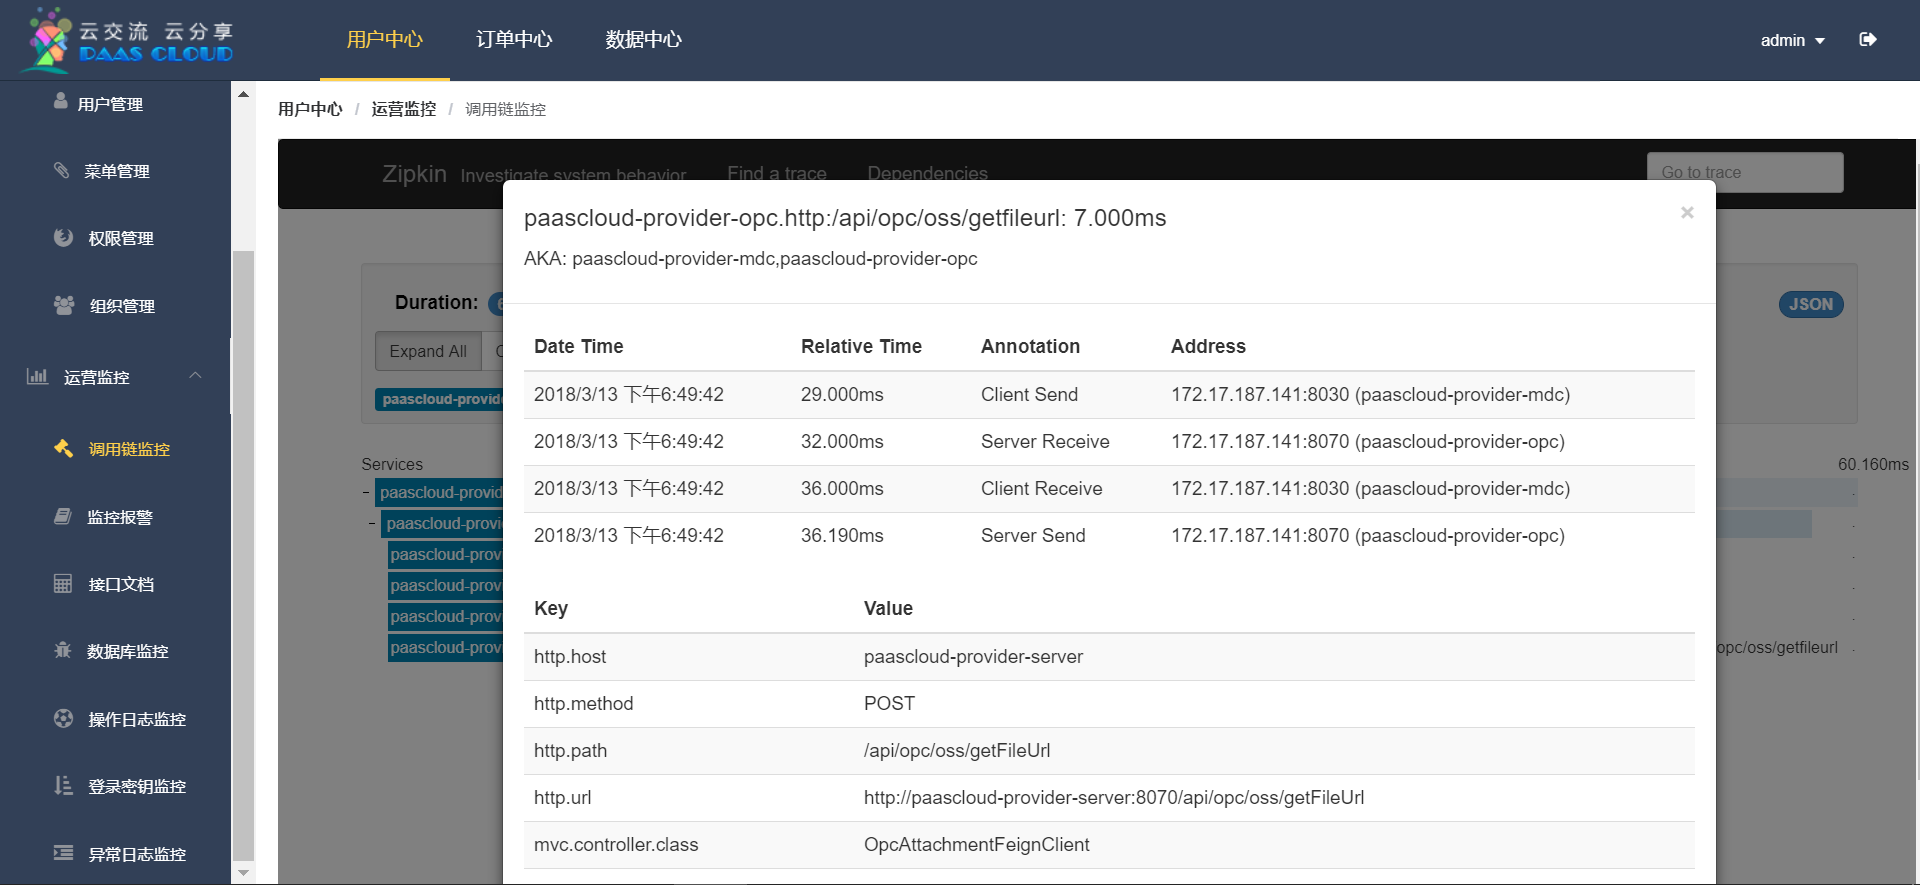 云交流 云分享
PAAS CLOUD
用户中心
订单中心
数据中心
admin
用户管理
菜单管理
权限管理
组织管理
运营监控
调用链监控
监控报警
接口文档
数据库监控
操作日志监控
登录密钥监控
异常日志监控
用户中心 / 运营监控 / 调用链监控
Zipkin Investigate system behavior Find a trace Dependencies
Go to trace
Duration:
JSON
Expand All
paascloud-provide
Services
60.160ms
- paascloud-provid
- paascloud-provi
paascloud-prov
paascloud-prov
paascloud-prov
paascloud-prov
opc/oss/getfileurl
paascloud-provider-opc.http:/api/opc/oss/getfileurl: 7.000ms
×
AKA: paascloud-provider-mdc,paascloud-provider-opc
Date Time Relative Time Annotation Address
2018/3/13 下午6:49:42 29.000ms Client Send 172.17.187.141:8030 (paascloud-provider-mdc)
2018/3/13 下午6:49:42 32.000ms Server Receive 172.17.187.141:8070 (paascloud-provider-opc)
2018/3/13 下午6:49:42 36.000ms Client Receive 172.17.187.141:8030 (paascloud-provider-mdc)
2018/3/13 下午6:49:42 36.190ms Server Send 172.17.187.141:8070 (paascloud-provider-opc)
Key Value
http.host paascloud-provider-server
http.method POST
http.path /api/opc/oss/getFileUrl
http.url http://paascloud-provider-server:8070/api/opc/oss/getFileUrl
mvc.controller.class OpcAttachmentFeignClient